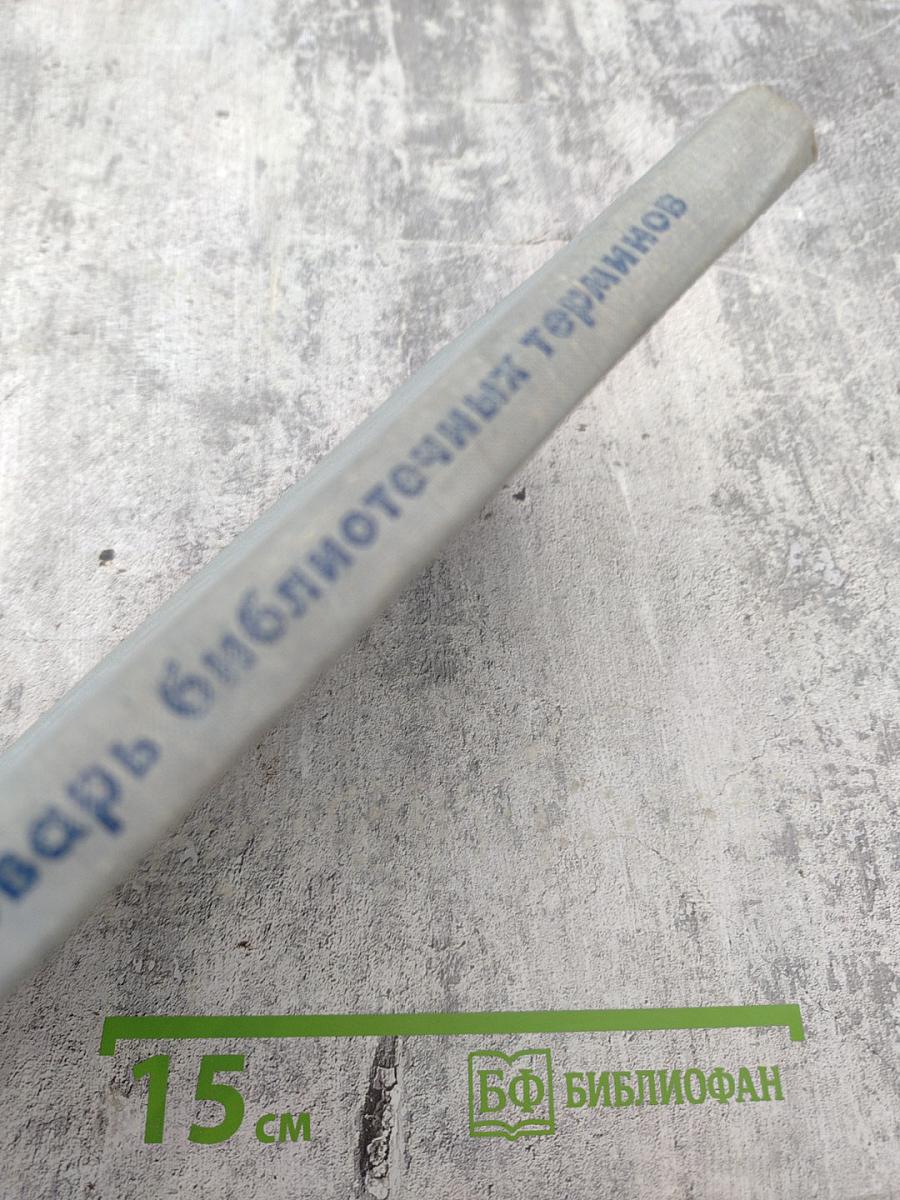 варь библиотечных терминов
15 см
БФ БИБЛИОФАН